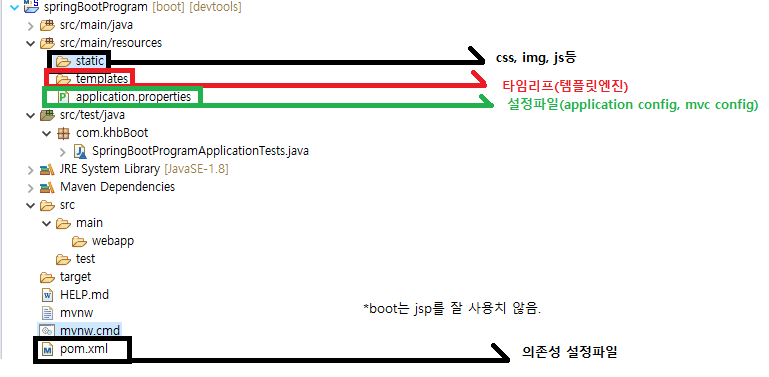 springBootProgram [boot] [devtools]
src/main/java
src/main/resources
static
css, img, js등
templates
타임리프(템플릿엔진)
application.properties
설정파일(application config, mvc config)
src/test/java
com.khbBoot
SpringBootProgramApplicationTests.java
JRE System Library [JavaSE-1.8]
Maven Dependencies
src
main
webapp
test
target
HELP.md
*boot는 jsp를 잘 사용치 않음.
mvnw
mvnw.cmd
pom.xml
의존성 설정파일